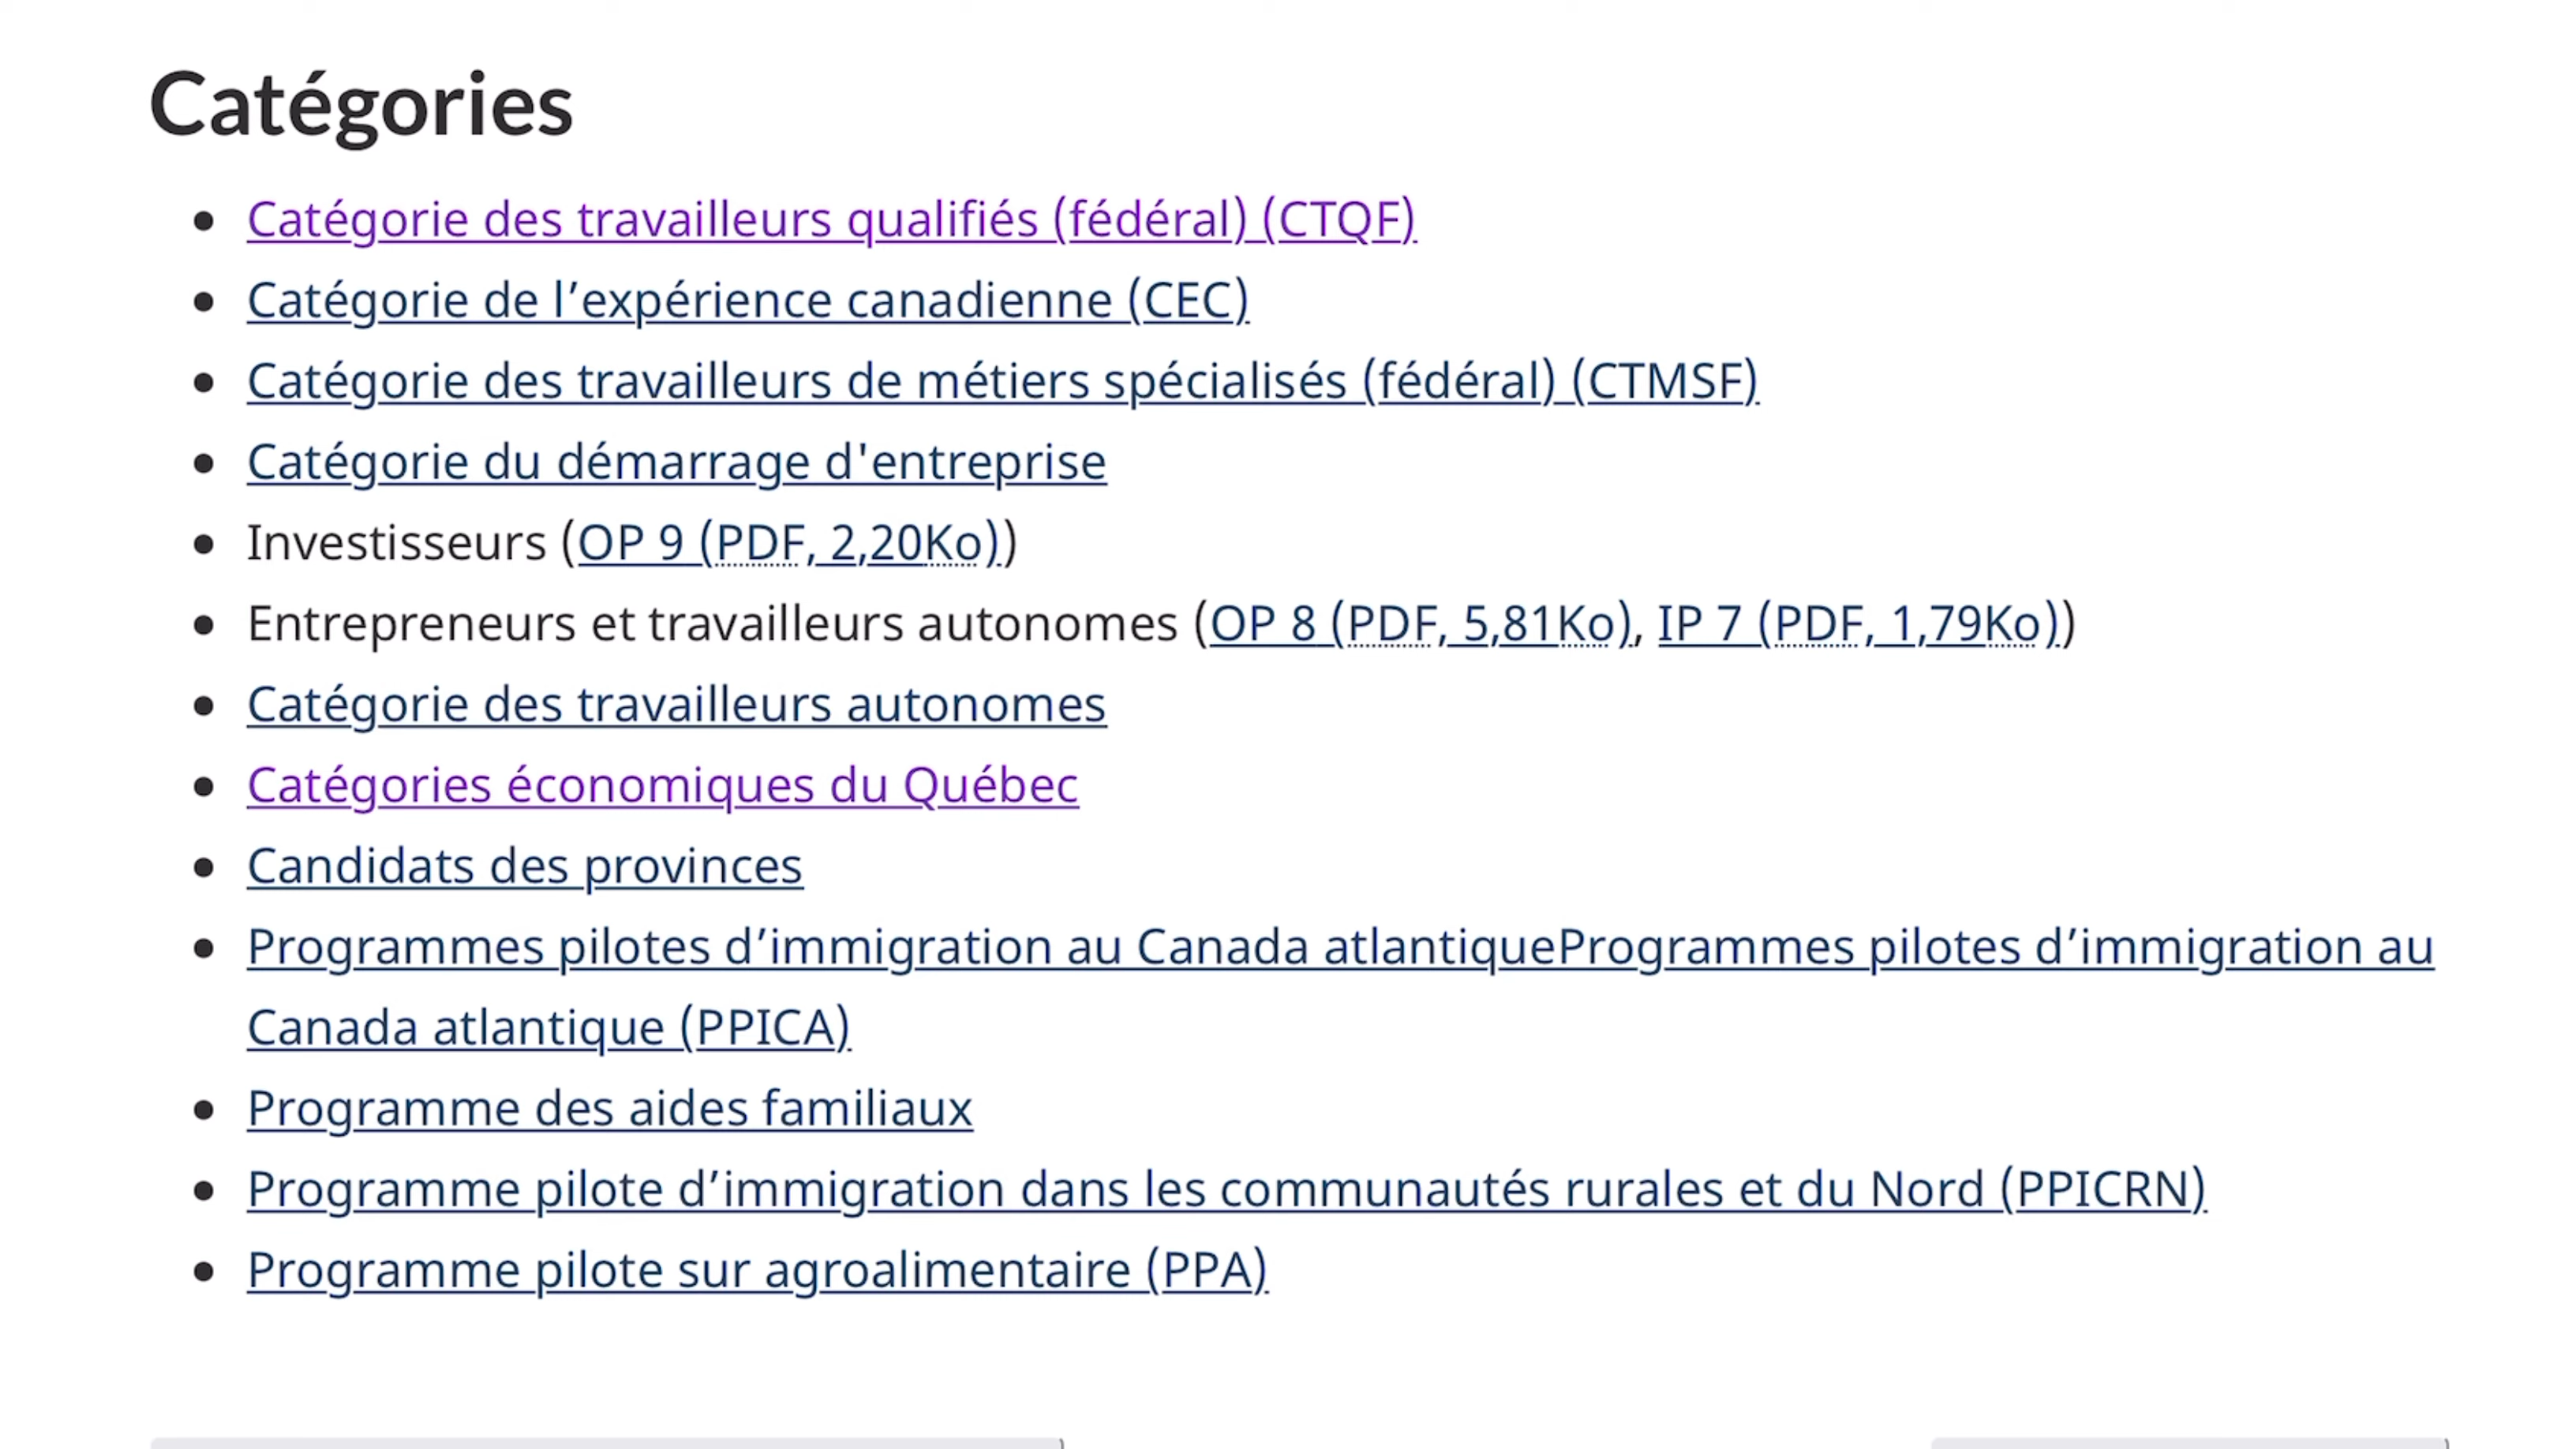 Catégories
Catégorie des travailleurs qualifiés (fédéral) (CTQF)
Catégorie de l’expérience canadienne (CEC)
Catégorie des travailleurs de métiers spécialisés (fédéral) (CTMSF)
Catégorie du démarrage d'entreprise
Investisseurs (OP 9 (PDF, 2,20Ko))
Entrepreneurs et travailleurs autonomes (OP 8 (PDF, 5,81Ko), IP 7 (PDF, 1,79Ko))
Catégorie des travailleurs autonomes
Catégories économiques du Québec
Candidats des provinces
Programmes pilotes d’immigration au Canada atlantiqueProgrammes pilotes d’immigration au
Canada atlantique (PPICA)
Programme des aides familiaux
Programme pilote d’immigration dans les communautés rurales et du Nord (PPICRN)
Programme pilote sur agroalimentaire (PPA)